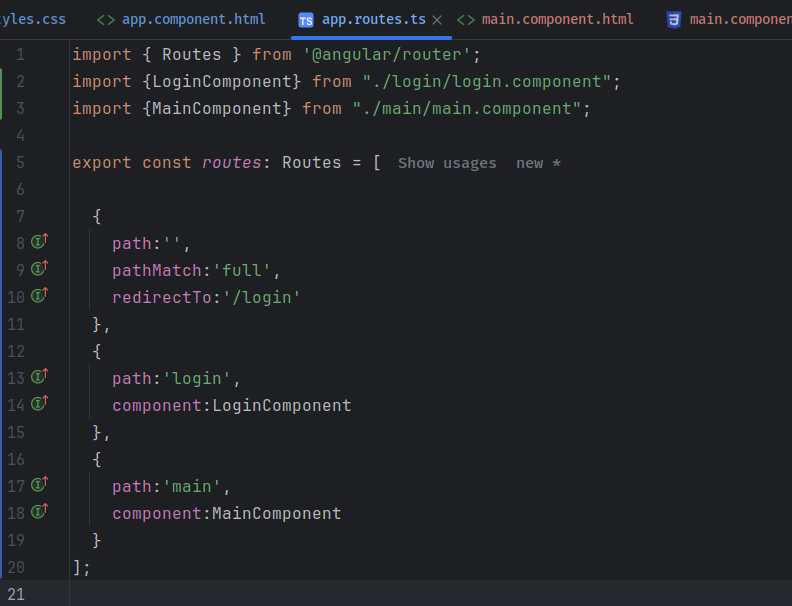 yles.css <> app.component.html TS app.routes.ts × <> main.component.html main.componen
1 import { Routes } from '@angular/router';
2 import {LoginComponent} from "./login/login.component";
3 import {MainComponent} from "./main/main.component";
4
5 export const routes: Routes = [ Show usages new *
6
7 {
8 path:'',
9 pathMatch:'full',
10 redirectTo:'/login'
11 },
12 {
13 path:'login',
14 component:LoginComponent
15 },
16 {
17 path:'main',
18 component:MainComponent
19 }
20 ];
21